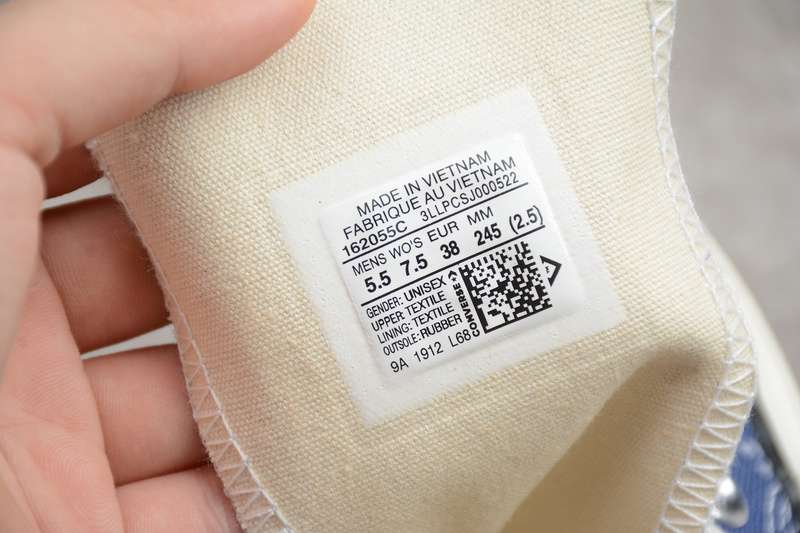 MADE IN VIETNAM
FABRIQUE AU VIETNAM
162055C 3LLPCSJ000522
MENS WO'S EUR MM
5.5 7.5 38 245 (2.5)
GENDER: UNISEX
UPPER: TEXTILE
LINING: TEXTILE
OUTSOLE: RUBBER
CONVERSE
9A 1912 L68